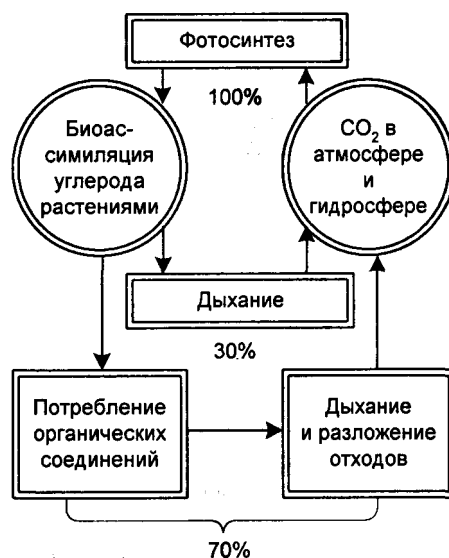 Фотосинтез
100%
Биоас-
симиляция
углерода
растениями
CO₂ в
атмосфере
и
гидросфере
Дыхание
30%
Потребление
органических
соединений
Дыхание
и разложение
отходов
70%